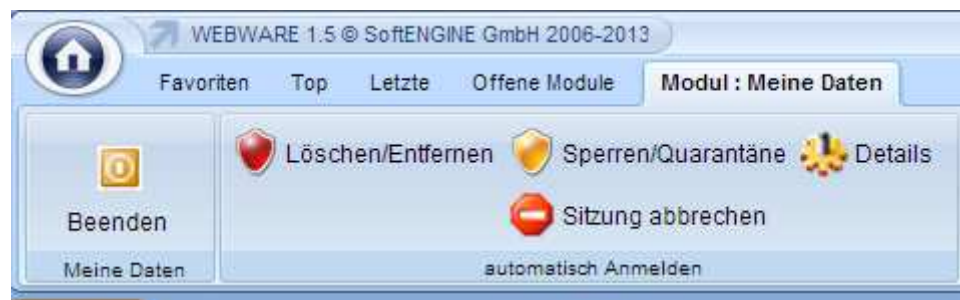 WEBWARE 1.5 © SoftENGINE GmbH 2006-2013
Favoriten Top Letzte Offene Module Modul : Meine Daten
Löschen/Entfernen Sperren/Quarantäne Details
Beenden Sitzung abbrechen
Meine Daten automatisch Anmelden